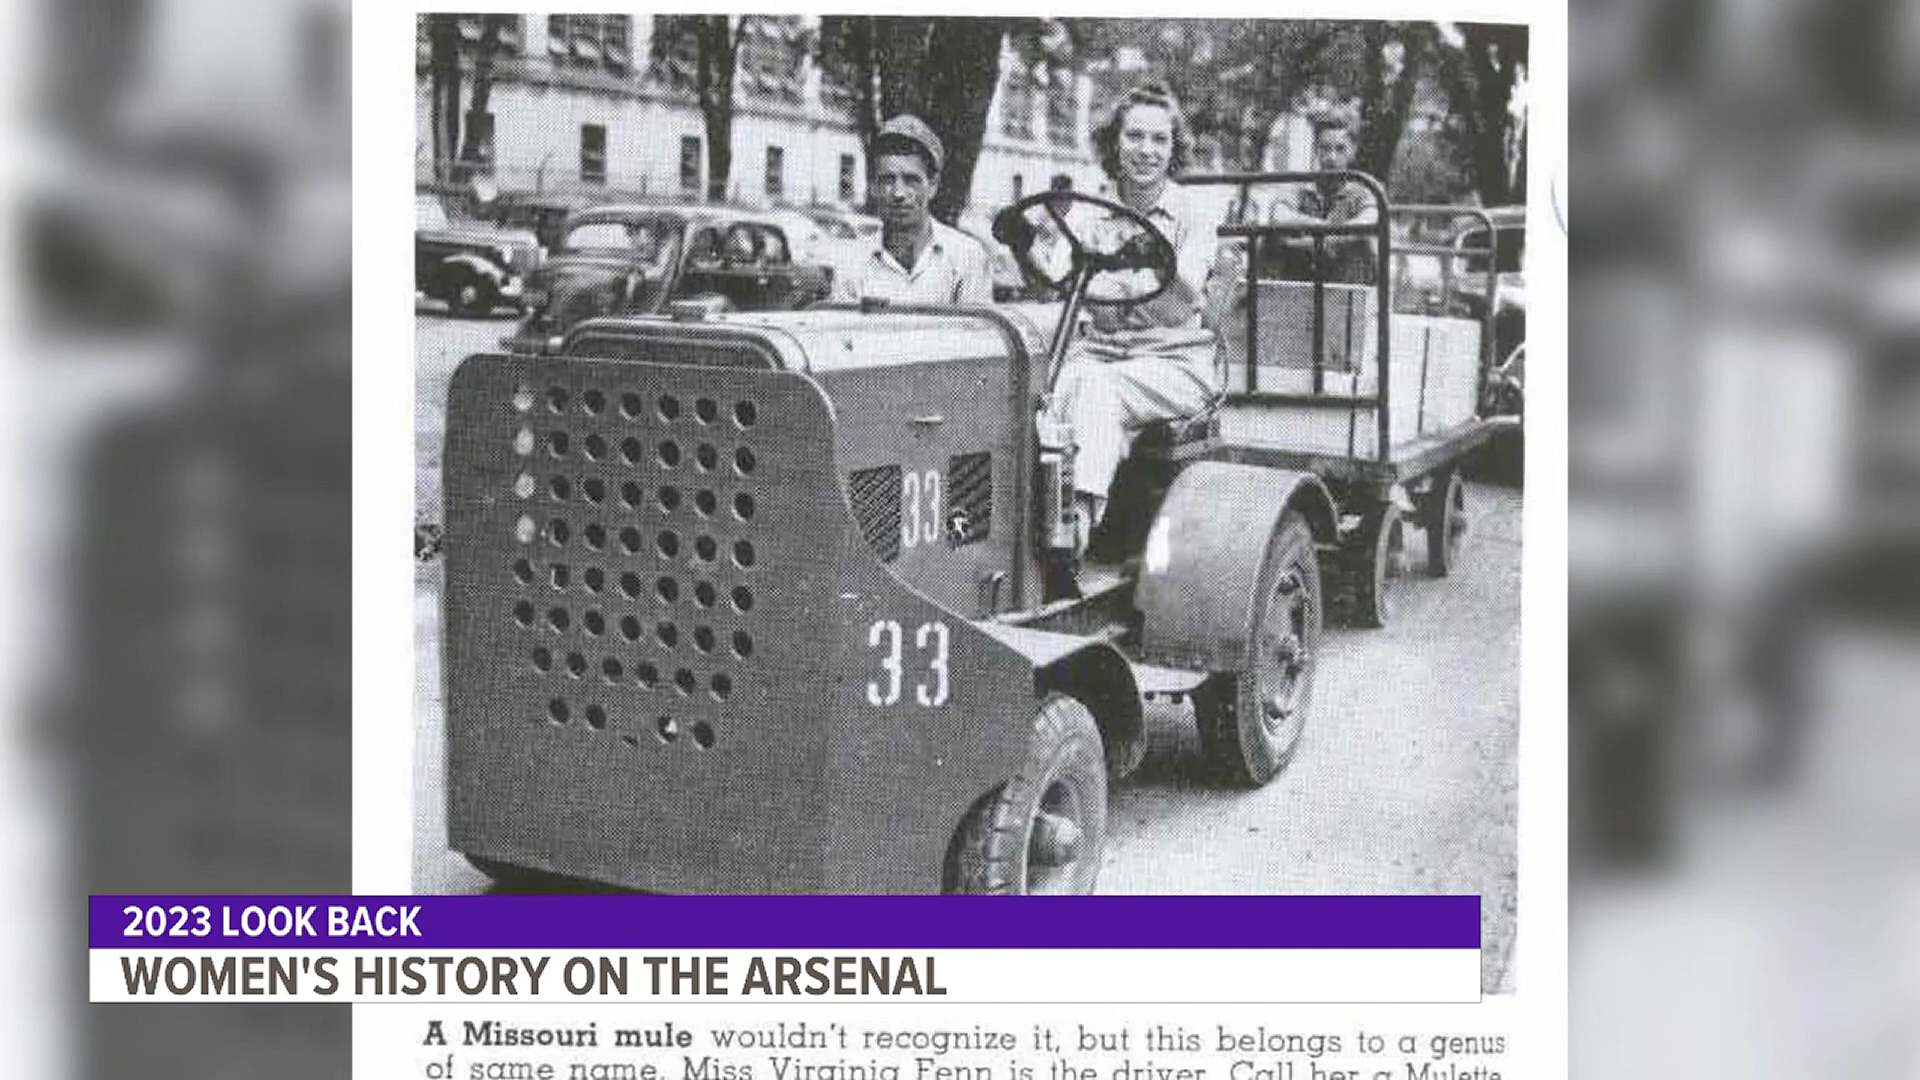 33
33
2023 LOOK BACK
WOMEN'S HISTORY ON THE ARSENAL
A Missouri mule wouldn't recognize it, but this belongs to a genus
of same name. Miss Virginia Fenn is the driver. Call her a Mulette.